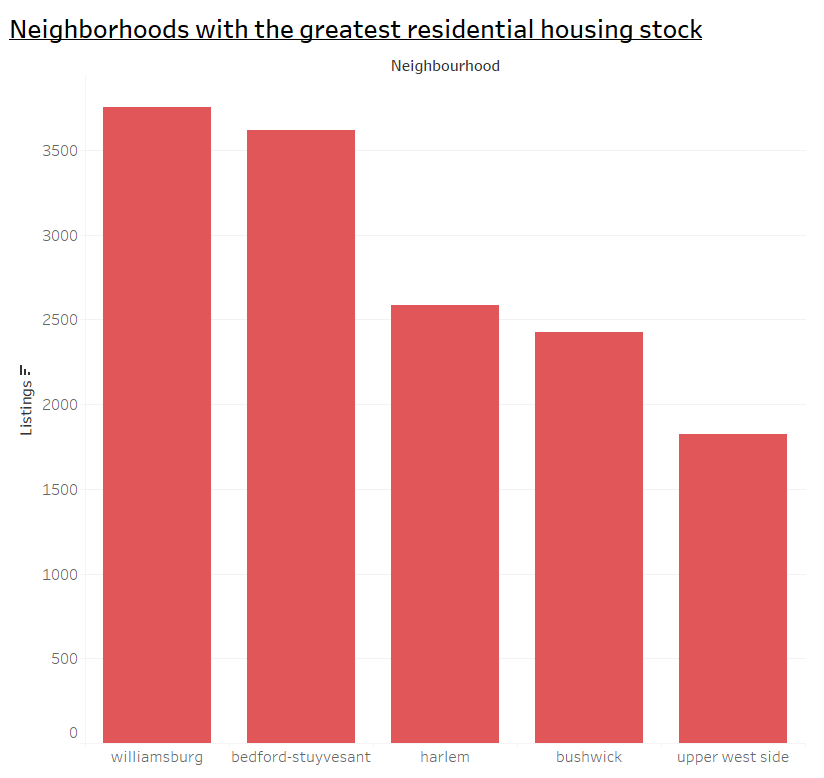 Neighborhoods with the greatest residential housing stock
Neighbourhood
3500
3000
2500
2000
1500
1000
500
0
Listings
williamsburg bedford-stuyvesant harlem bushwick upper west side